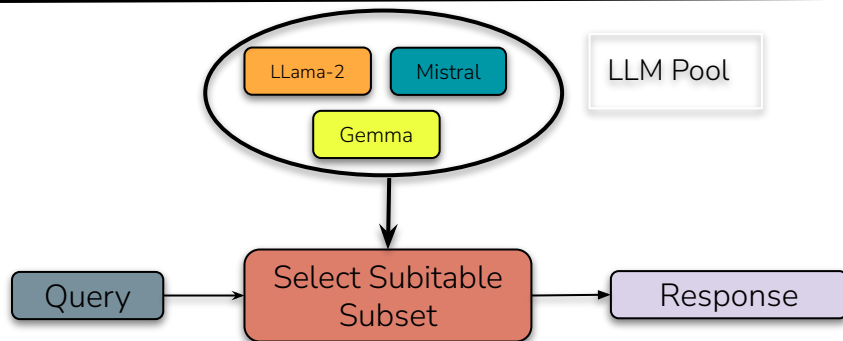 LLama-2
Mistral
LLM Pool
Gemma
Query
Select Subitable
Subset
Response